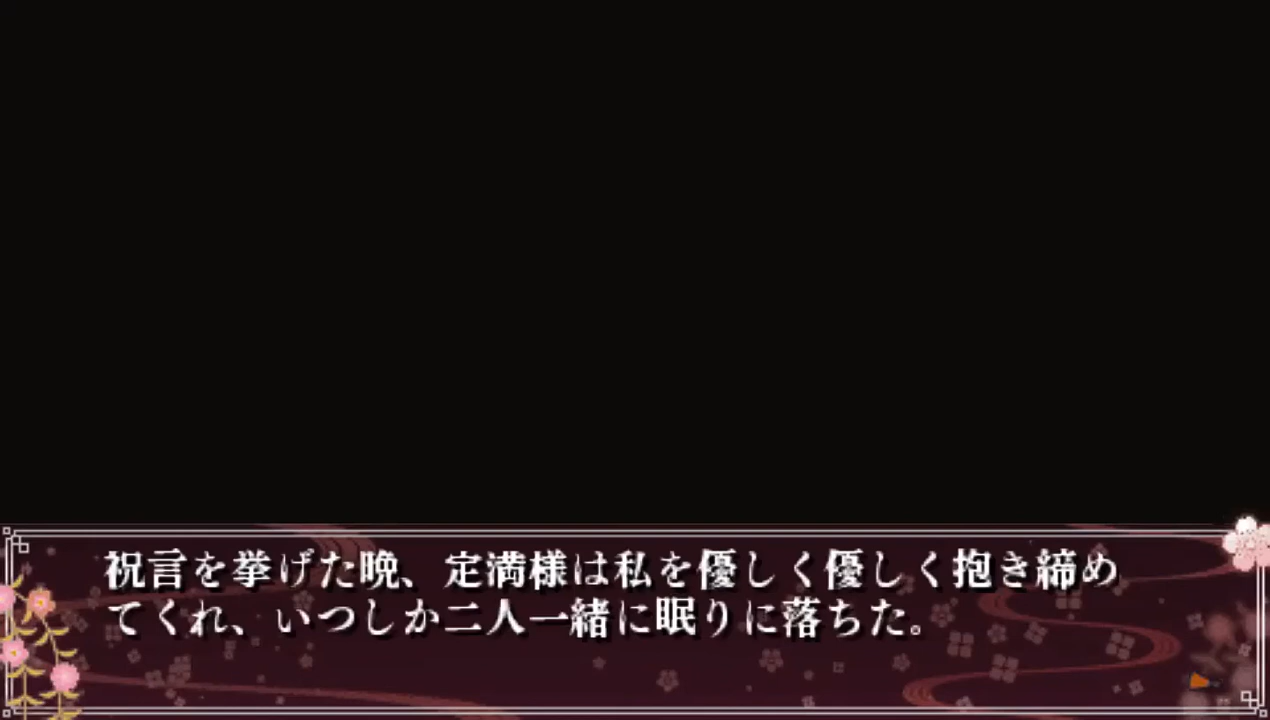 祝言を挙げた晩、定満様は私を優しく優しく抱き締め
てくれ、いつしか二人一緒に眠りに落ちた。